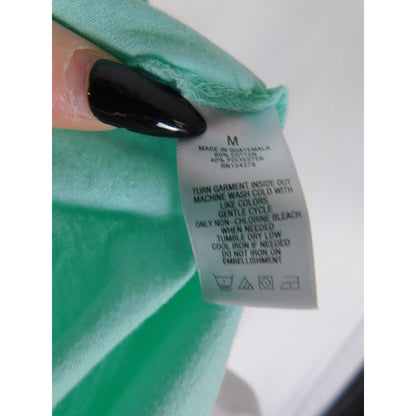 M
MADE IN GUATEMALA
60% COTTON
40% POLYESTER
RN154379
TURN GARMENT INSIDE OUT
MACHINE WASH COLD WITH
LIKE COLORS
GENTLE CYCLE
ONLY NON-CHLORINE BLEACH
WHEN NEEDED
TUMBLE DRY LOW
COOL IRON IF NEEDED
DO NOT IRON ON
EMBELLISHMENT